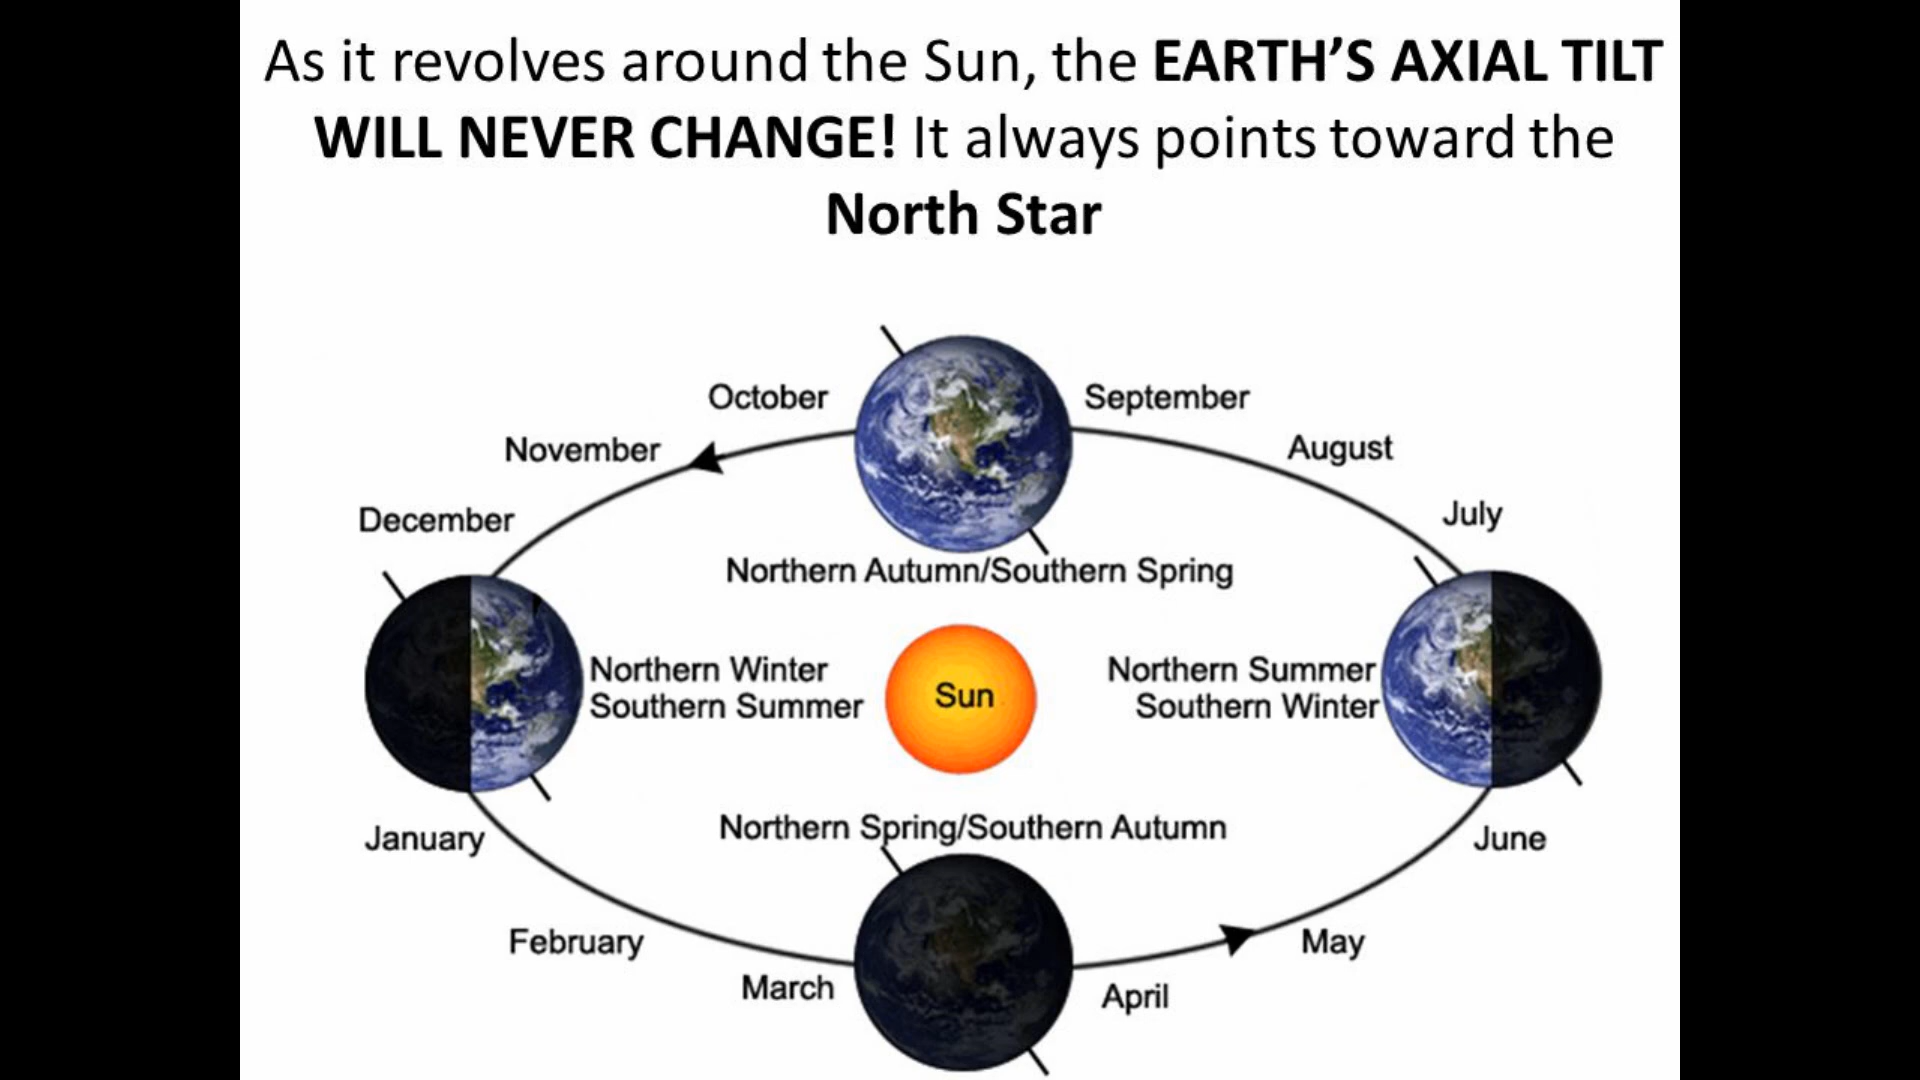 As it revolves around the Sun, the EARTH’S AXIAL TILT
WILL NEVER CHANGE! It always points toward the
North Star
October
September
November
August
December
July
Northern Autumn/Southern Spring
Northern Winter
Southern Summer
Sun
Northern Summer
Southern Winter
Northern Spring/Southern Autumn
January
June
February
May
March
April